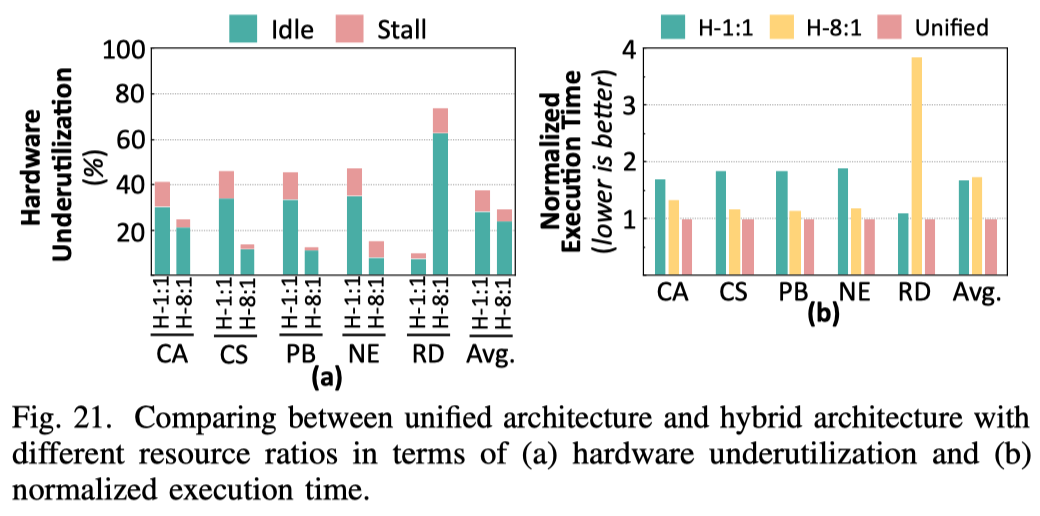 Idle Stall
Hardware
Underutilization
(%)
100
80
60
40
20
H-1:1
H-8:1
H-1:1
H-8:1
H-1:1
H-8:1
H-1:1
H-8:1
H-1:1
H-8:1
H-1:1
H-8:1
CA CS PB NE RD Avg.
(a)
H-1:1 H-8:1 Unified
Normalized
Execution Time
(lower is better)
4
3
2
1
CA CS PB NE RD Avg.
(b)
Fig. 21. Comparing between unified architecture and hybrid architecture with
different resource ratios in terms of (a) hardware underutilization and (b)
normalized execution time.